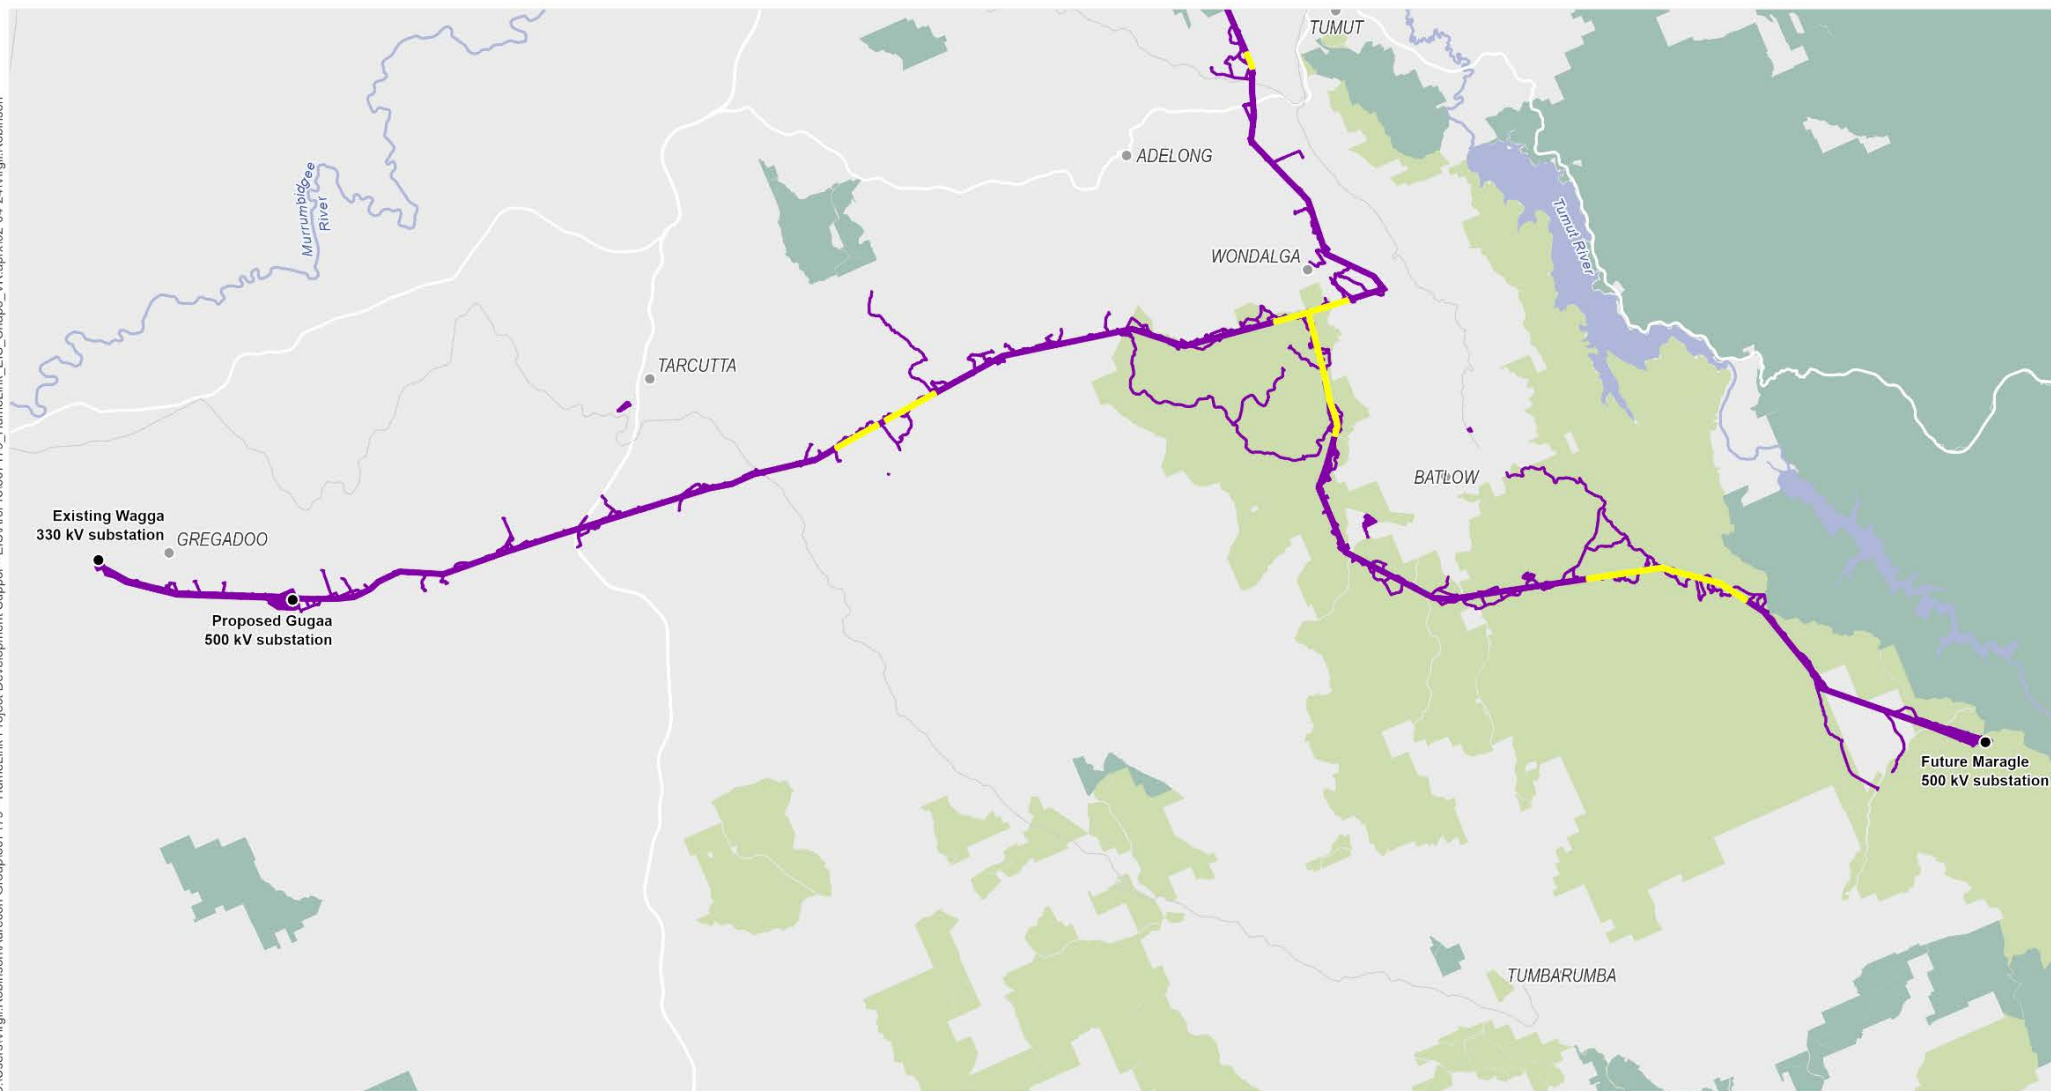 TUMUT
ADELONG
Murrumbidgee
River
Tumut River
WONDALGA
TARCUTTA
BATLOW
Existing Wagga
330 kV substation
GREGADOO
Proposed Gugaa
500 kV substation
Future Maragle
500 kV substation
TUMBARUMBA